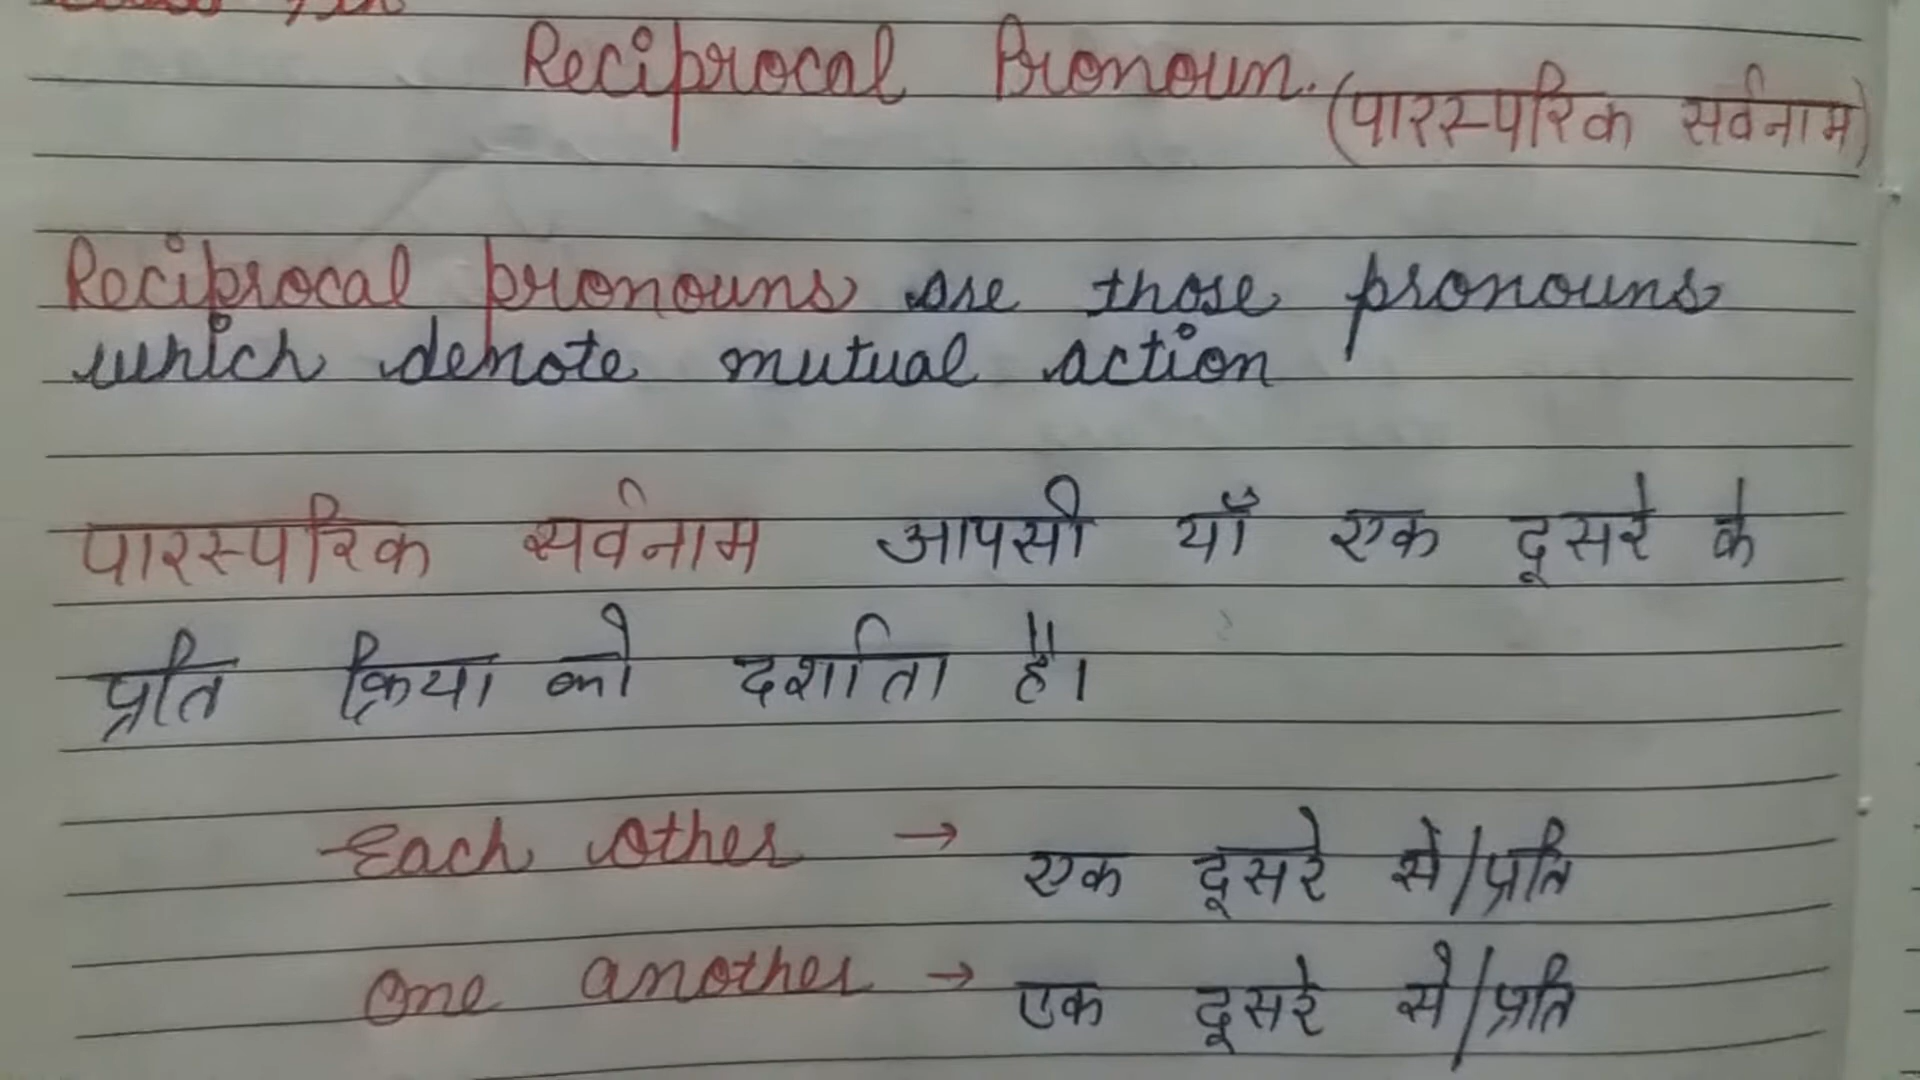 Reciprocal Pronoun.
(पारस्परिक सर्वनाम)
Reciprocal pronouns are those pronouns
which denote mutual action
पारस्परिक सर्वनाम आपसी याँ एक दूसरे के
प्रति क्रिया को दर्शाता है।
Each other → एक दूसरे से/प्रति
One another → एक दूसरे से/प्रति